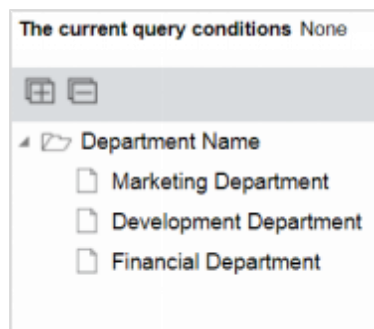 The current query conditions None
Department Name
Marketing Department
Development Department
Financial Department